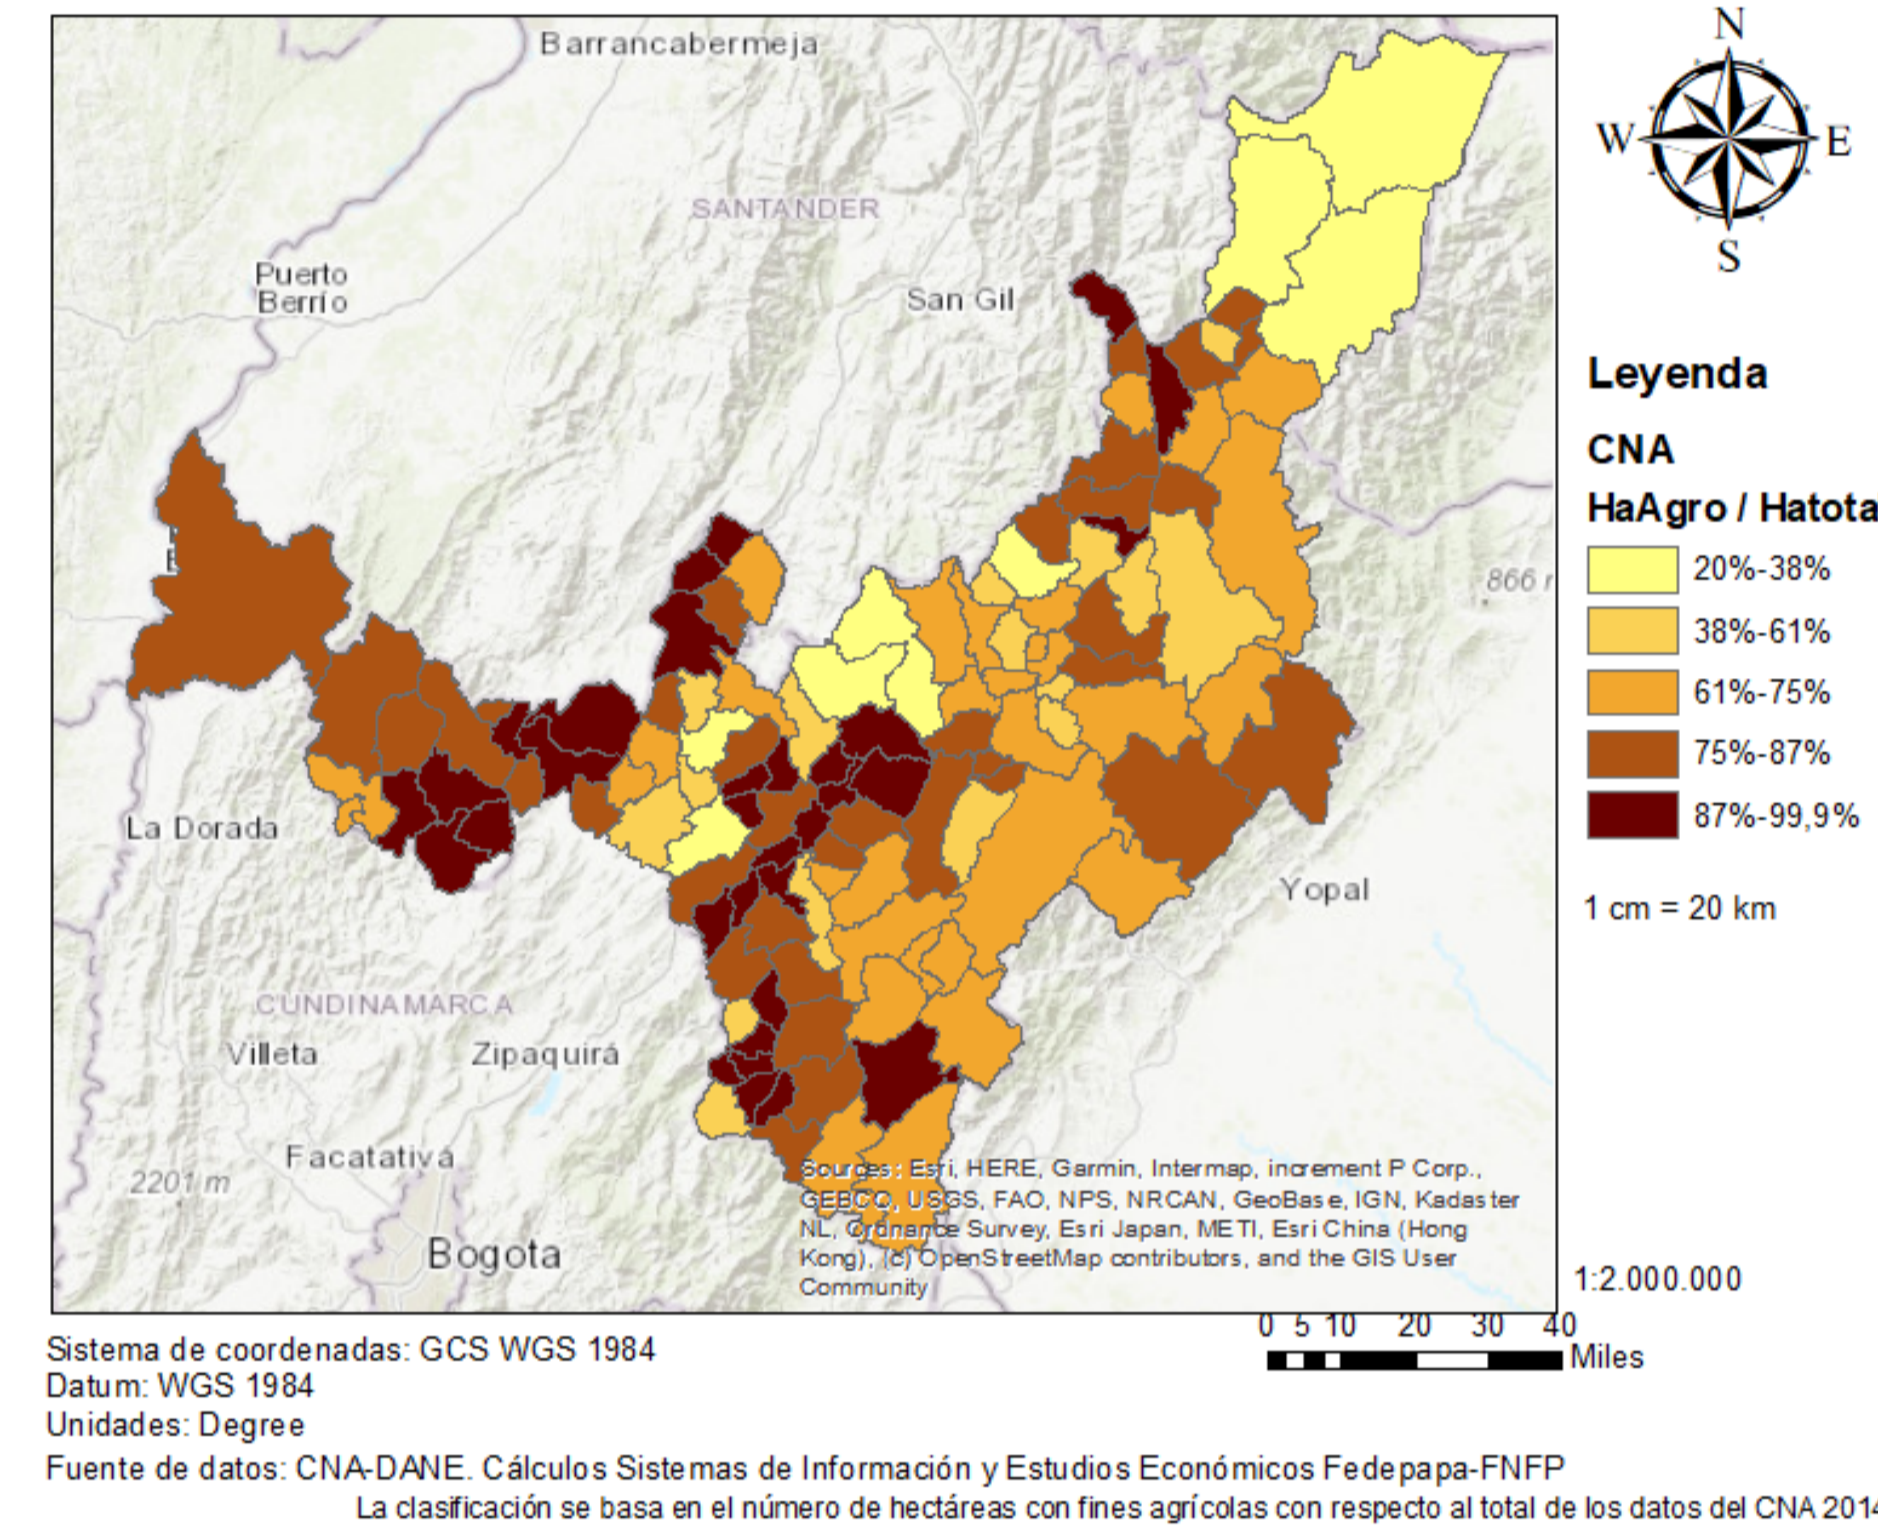 Barrancabermeja
N
W
E
S
SANTANDER
Puerto
Berrío
San Gil
Leyenda
CNA
HaAgro / Hatota
20%-38%
38%-61%
61%-75%
75%-87%
87%-99,9%
866
La Dorada
Yopal
1 cm = 20 km
CUNDINAMARCA
Villeta
Zipaquirá
Facatativá
2201 m
Bogota
Sources: Esri, HERE, Garmin, Intermap, increment P Corp.,
GEBCO, USGS, FAO, NPS, NRCAN, GeoBase, IGN, Kadaster
NL, Ordnance Survey, Esri Japan, METI, Esri China (Hong
Kong), (c) OpenStreetMap contributors, and the GIS User
Community
1:2.000.000
0 5 10 20 30 40
Miles
Sistema de coordenadas: GCS WGS 1984
Datum: WGS 1984
Unidades: Degree
Fuente de datos: CNA-DANE. Cálculos Sistemas de Información y Estudios Económicos Fedepapa-FNFP
La clasificación se basa en el número de hectáreas con fines agrícolas con respecto al total de los datos del CNA 2014